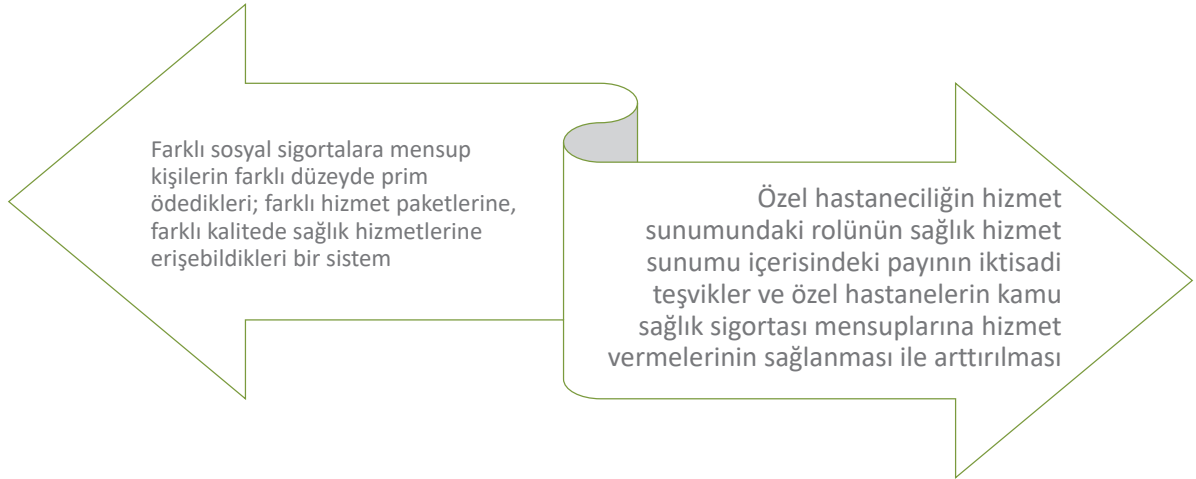 Farklı sosyal sigortalara mensup
kişilerin farklı düzeyde prim
ödedikleri; farklı hizmet paketlerine,
farklı kalitede sağlık hizmetlerine
erişebildikleri bir sistem
Özel hastaneciliğin hizmet
sunumundaki rolünün sağlık hizmet
sunumu içerisindeki payının iktisadi
teşvikler ve özel hastanelerin kamu
sağlık sigortası mensuplarına hizmet
vermelerinin sağlanması ile arttırılması